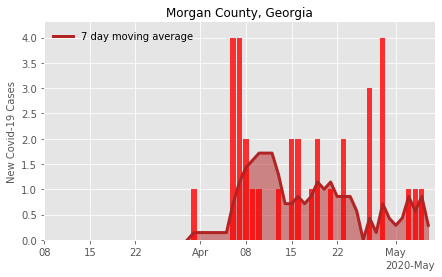 Morgan County, Georgia
7 day moving average
New Covid-19 Cases
4.0
3.5
3.0
2.5
2.0
1.5
1.0
0.5
0.0
08 15 22 Apr 08 15 22 May
2020-May